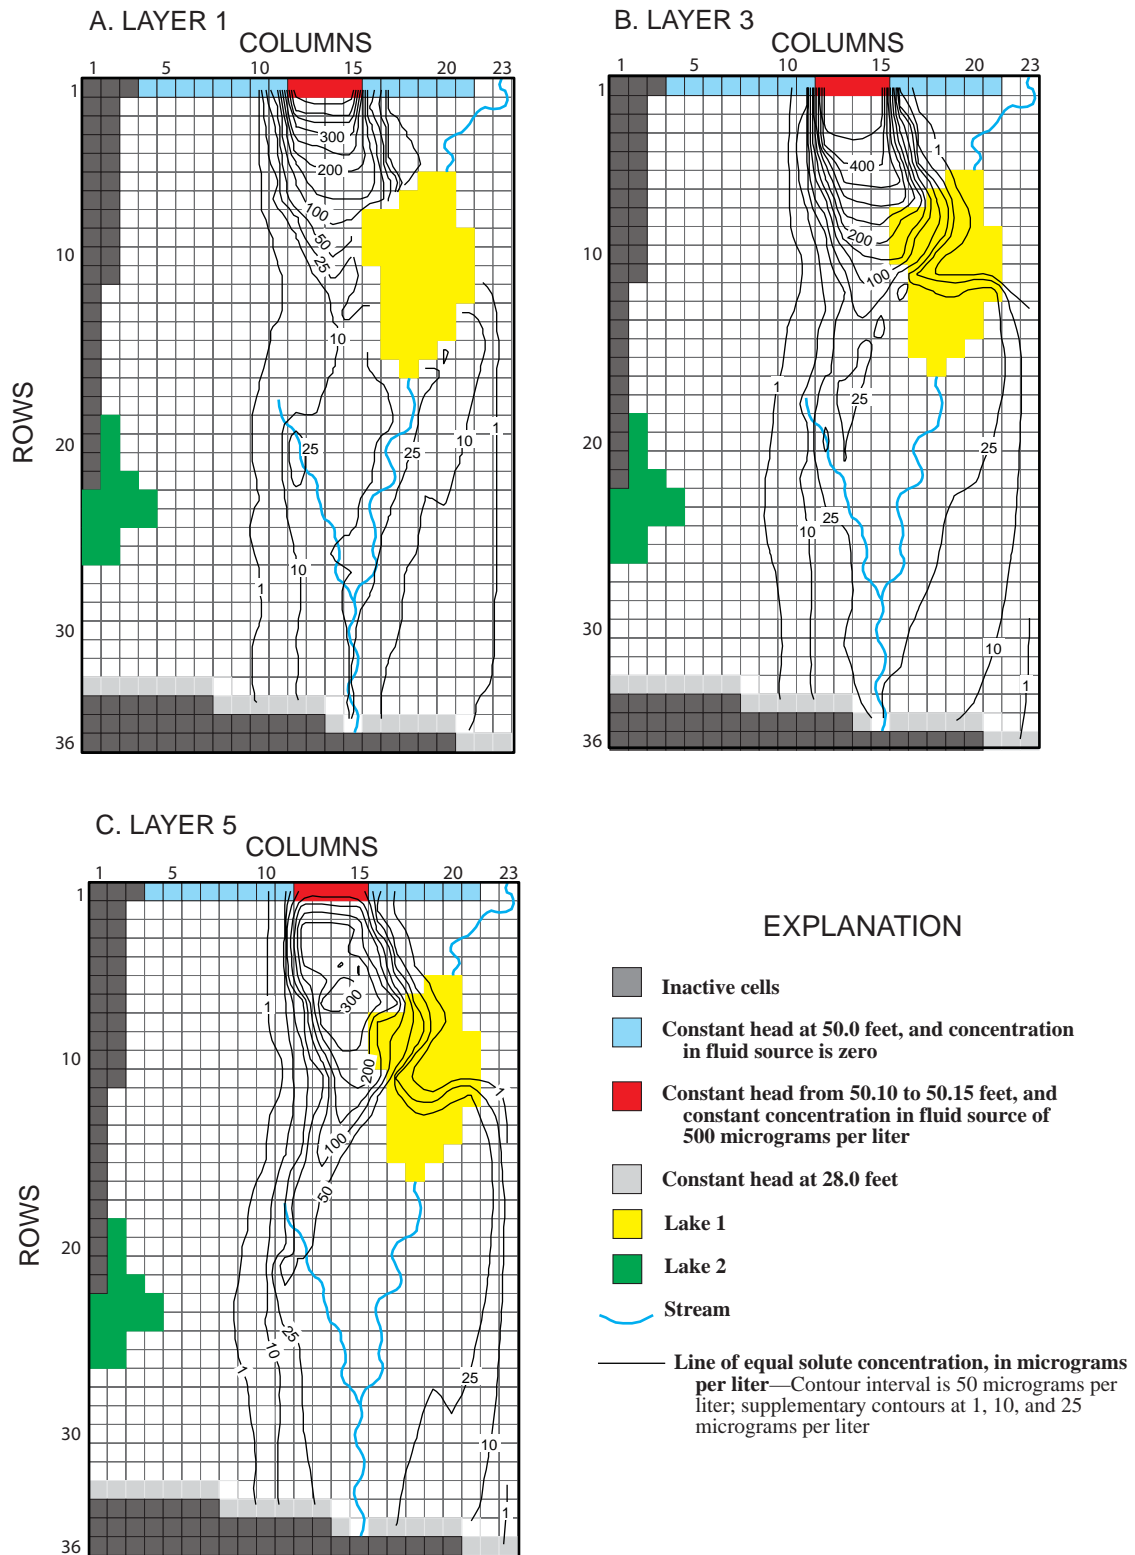 A. LAYER 1
COLUMNS
1 5 10 15 20 23
1
10
20
30
36
ROWS
300
200
100
50
25
10
25
25
10
1
1
10
B. LAYER 3
COLUMNS
1 5 10 15 20 23
1
10
20
30
36
1
400
200
100
1
25
25
10
25
10
1
C. LAYER 5
COLUMNS
1 5 10 15 20 23
1
10
20
30
36
ROWS
1
300
200
1
100
50
25
10
1
25
10
1
EXPLANATION
Inactive cells
Constant head at 50.0 feet, and concentration
in fluid source is zero
Constant head from 50.10 to 50.15 feet, and
constant concentration in fluid source of
500 micrograms per liter
Constant head at 28.0 feet
Lake 1
Lake 2
Stream
Line of equal solute concentration, in micrograms
per liter—Contour interval is 50 micrograms per
liter; supplementary contours at 1, 10, and 25
micrograms per liter